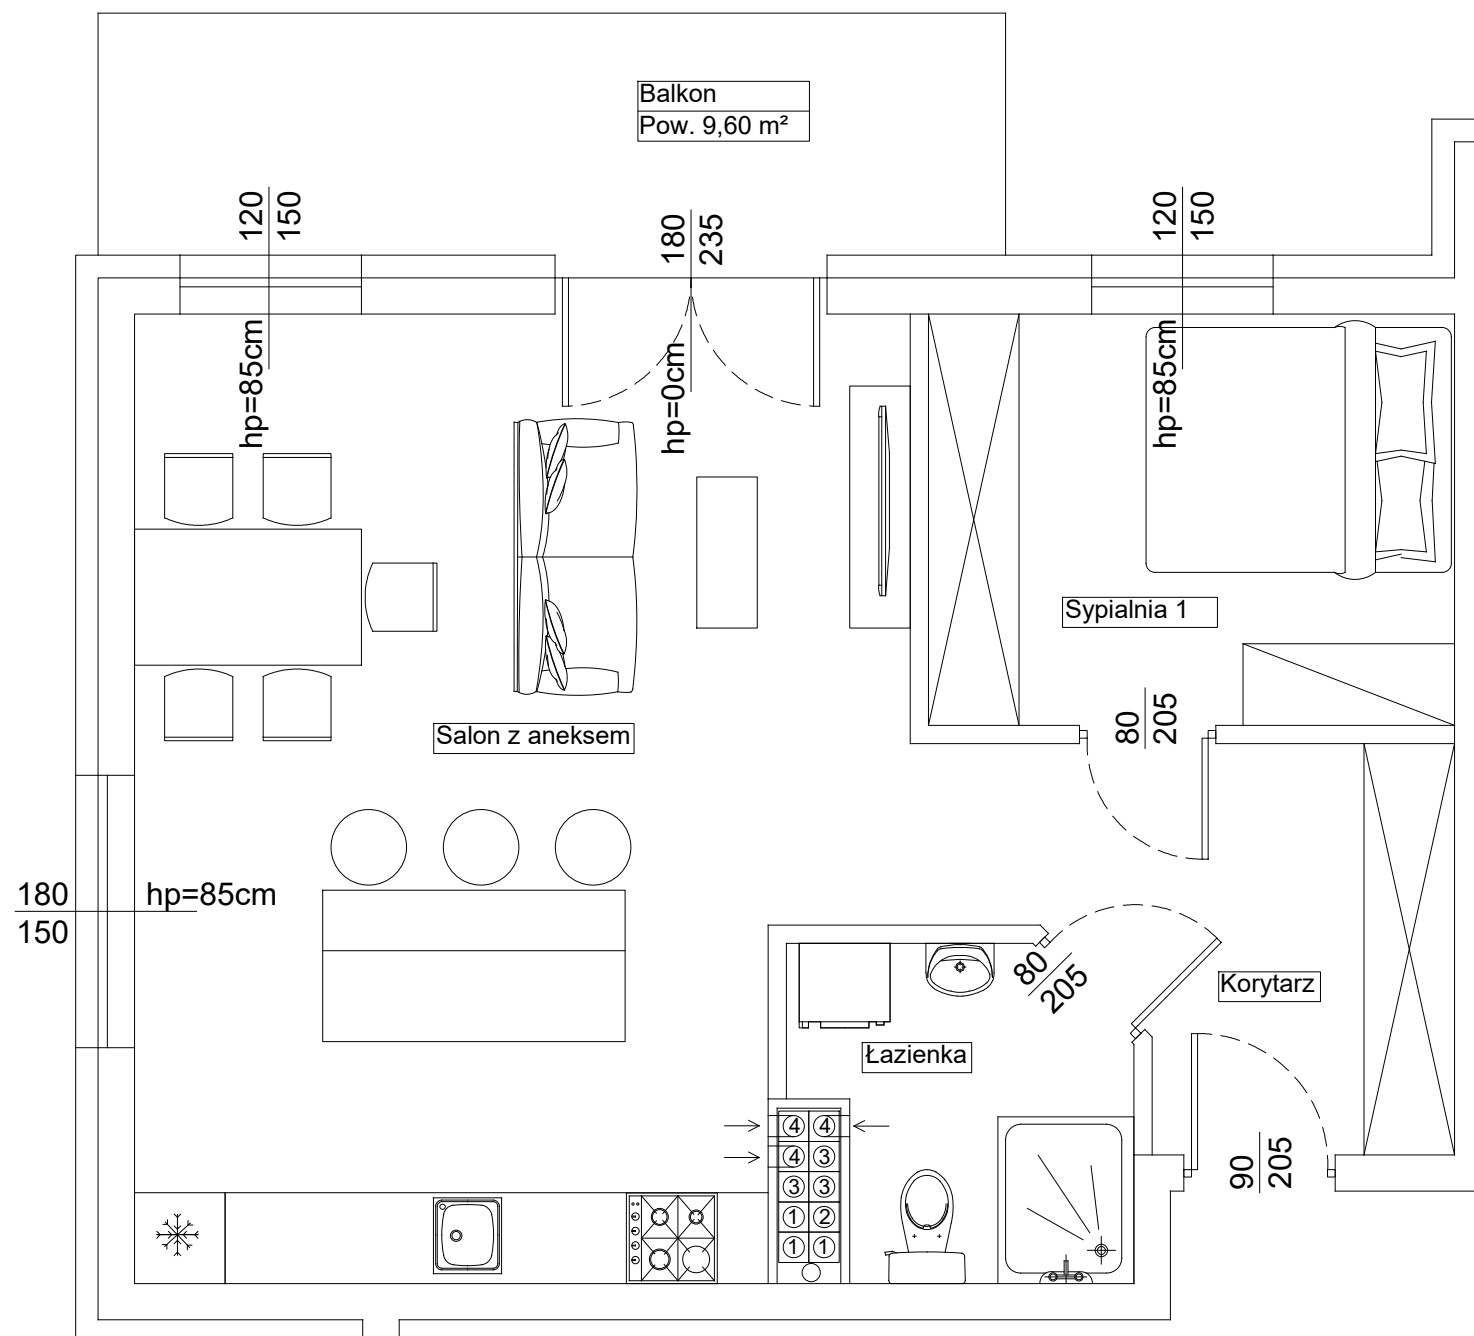 Balkon
Pow. 9,60 m²
120
150
180
235
120
150
hp=85cm
hp=0cm
hp=85cm
Sypialnia 1
80
205
Salon z aneksem
180
150
hp=85cm
80
205
Korytarz
Łazienka
4 4
4 3
3 3
1 2
1 1
90
205